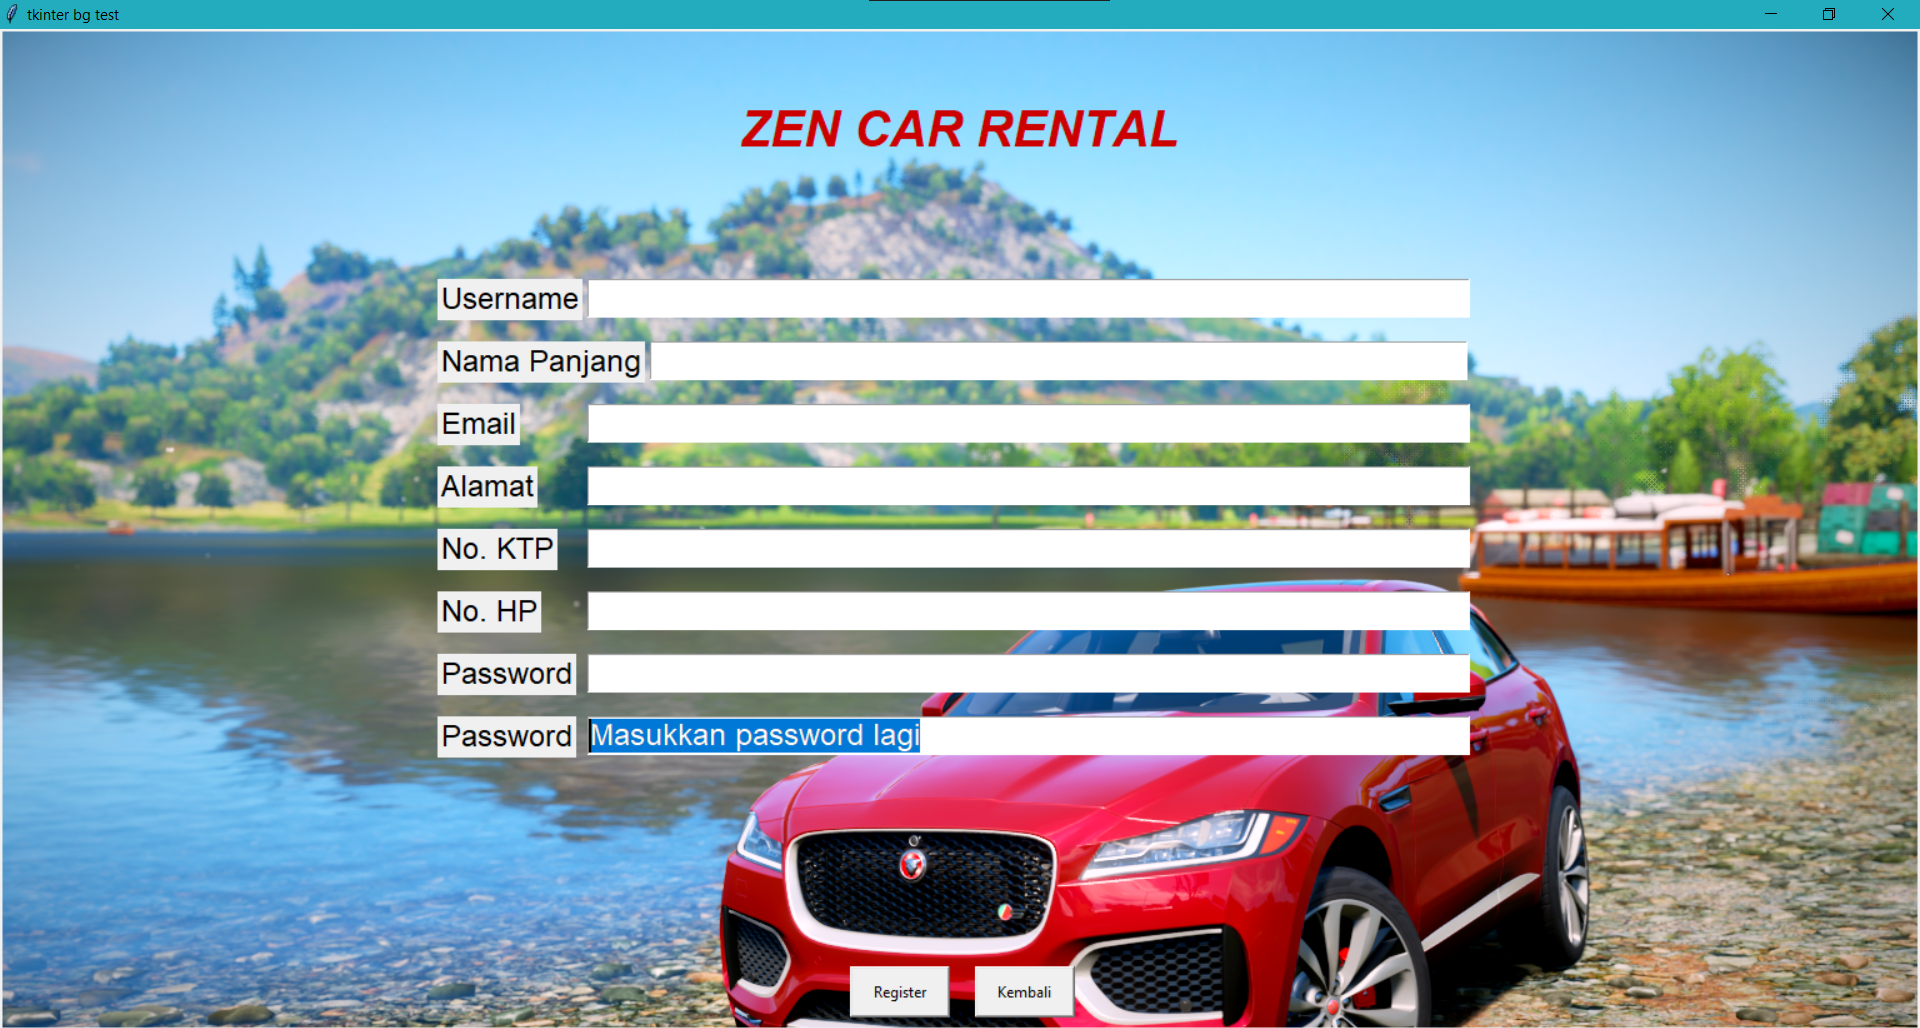 tkinter bg test
ZEN CAR RENTAL
Username
Nama Panjang
Email
Alamat
No. KTP
No. HP
Password
Password Masukkan password lagi
Register Kembali